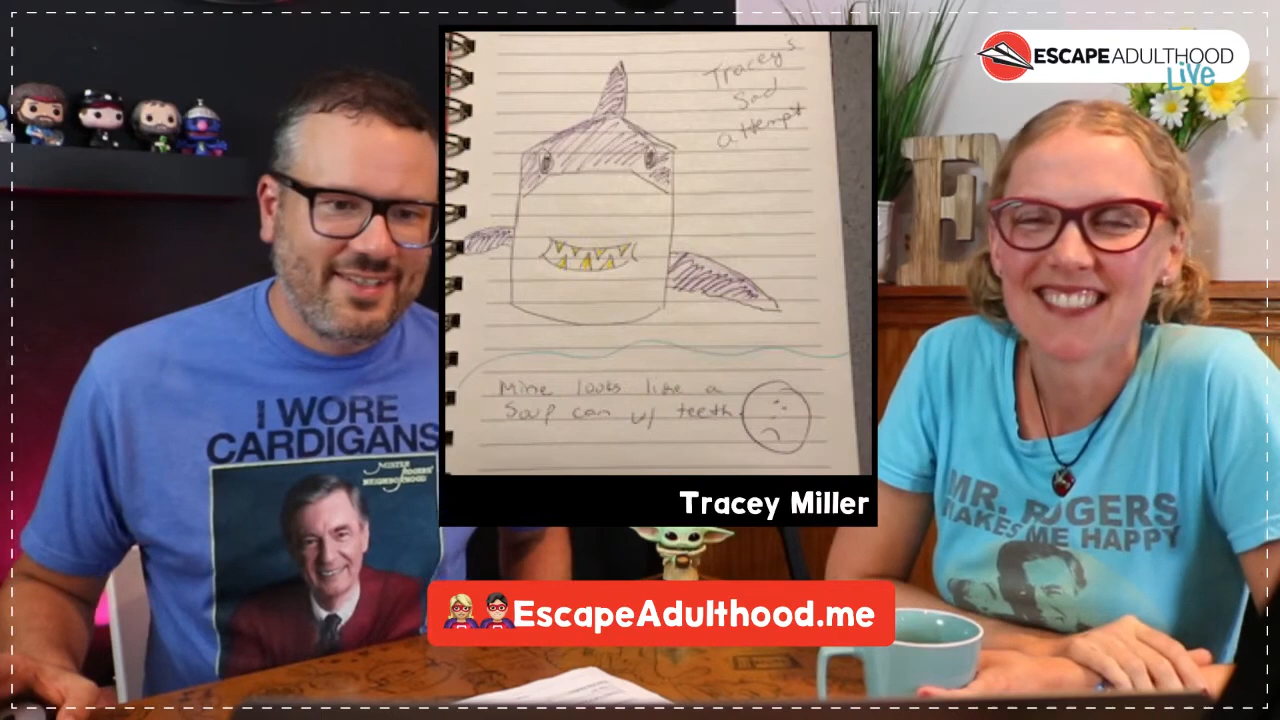 ESCAPEADULTHOOD
Live
Tracey's
Sad
attempt
Mine looks like a
Soup can w/ teeth
Tracey Miller
I WORE
CARDIGANS
MISTER
ROGERS'
NEIGHBORHOOD
E
MR. ROGERS
MAKES ME HAPPY
EscapeAdulthood.me